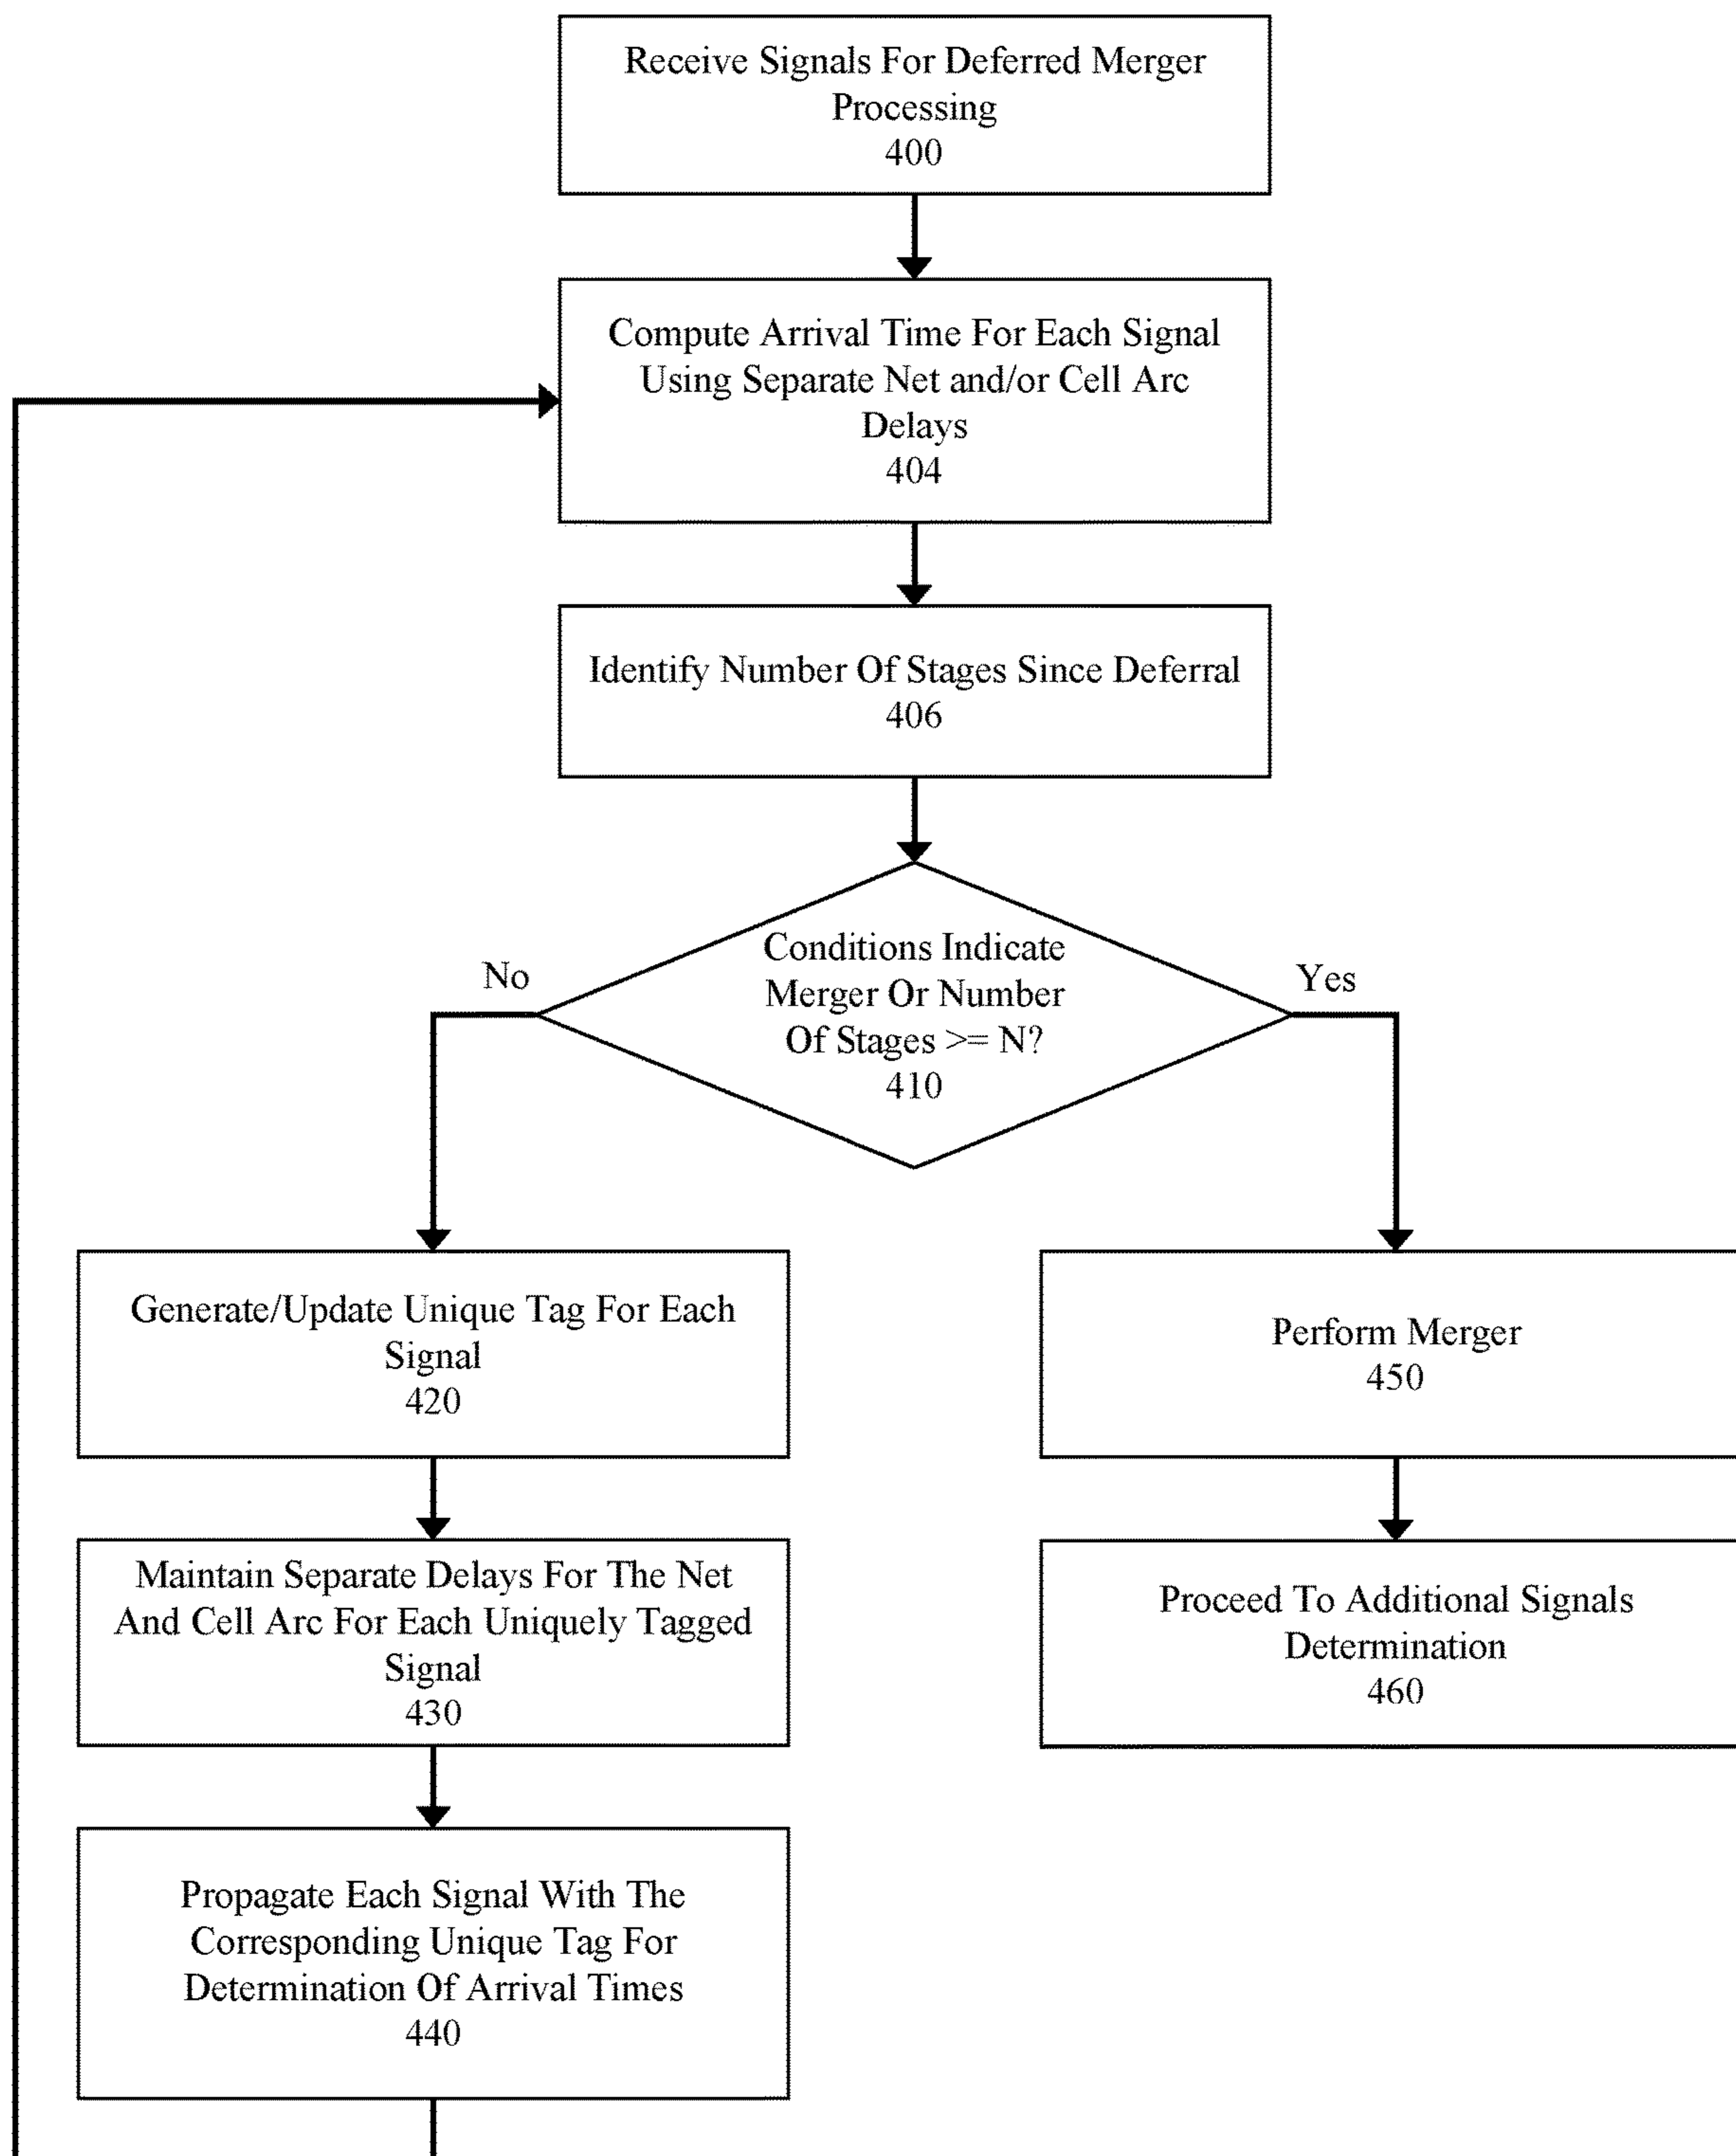 Receive Signals For Deferred Merger
Processing
400
Compute Arrival Time For Each Signal
Using Separate Net and/or Cell Arc
Delays
404
Identify Number Of Stages Since Deferral
406
Conditions Indicate
Merger Or Number
Of Stages >= N?
410
No
Yes
Generate/Update Unique Tag For Each
Signal
420
Perform Merger
450
Maintain Separate Delays For The Net
And Cell Arc For Each Uniquely Tagged
Signal
430
Proceed To Additional Signals
Determination
460
Propagate Each Signal With The
Corresponding Unique Tag For
Determination Of Arrival Times
440